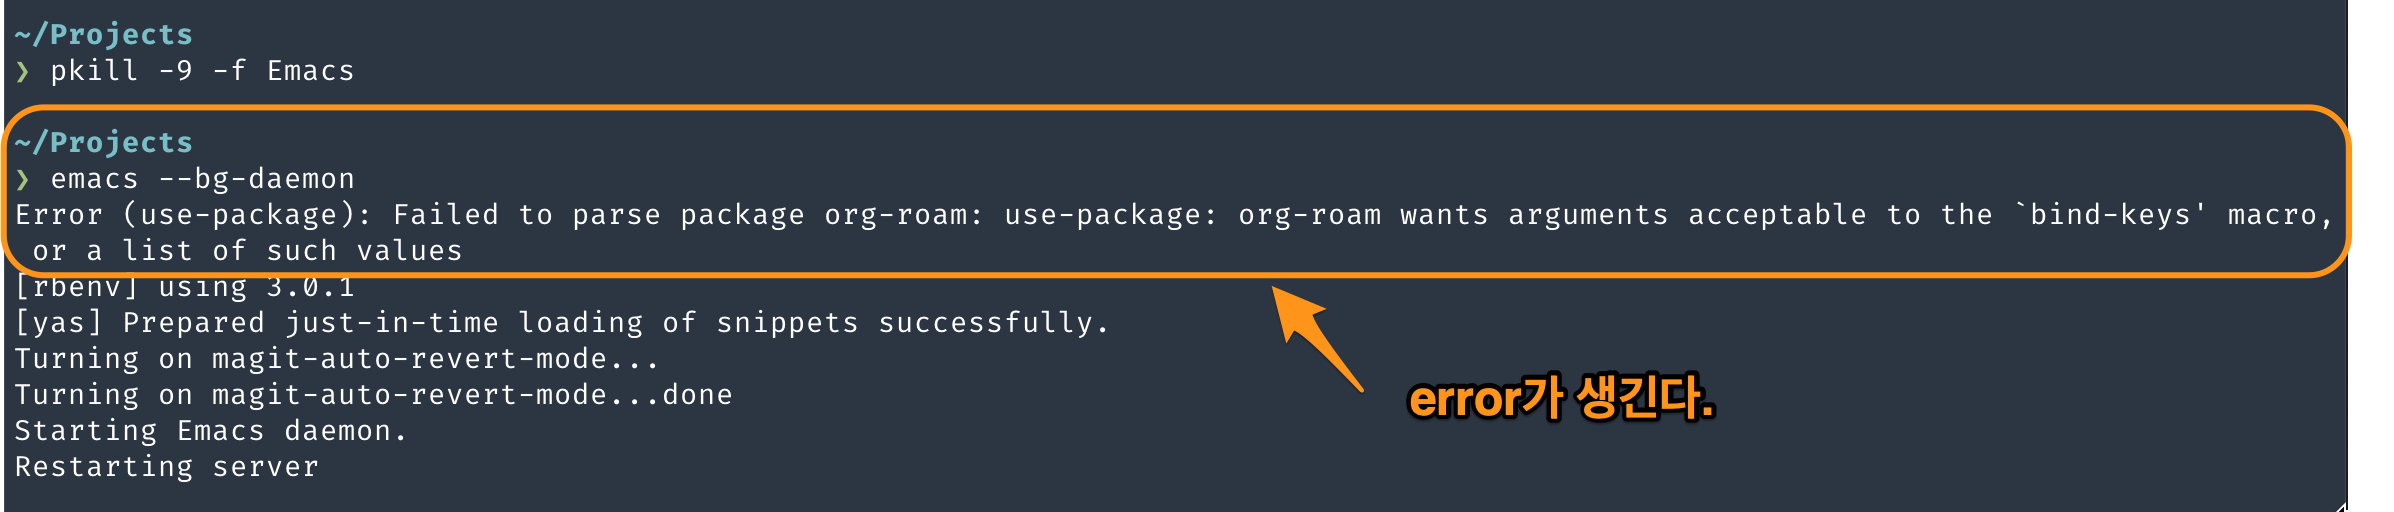 ~/Projects
❯ pkill -9 -f Emacs
~/Projects
❯ emacs --bg-daemon
Error (use-package): Failed to parse package org-roam: use-package: org-roam wants arguments acceptable to the `bind-keys' macro,
 or a list of such values
[rbenv] using 3.0.1
[yas] Prepared just-in-time loading of snippets successfully.
Turning on magit-auto-revert-mode...
Turning on magit-auto-revert-mode...done
error가 생긴다.
Starting Emacs daemon.
Restarting server